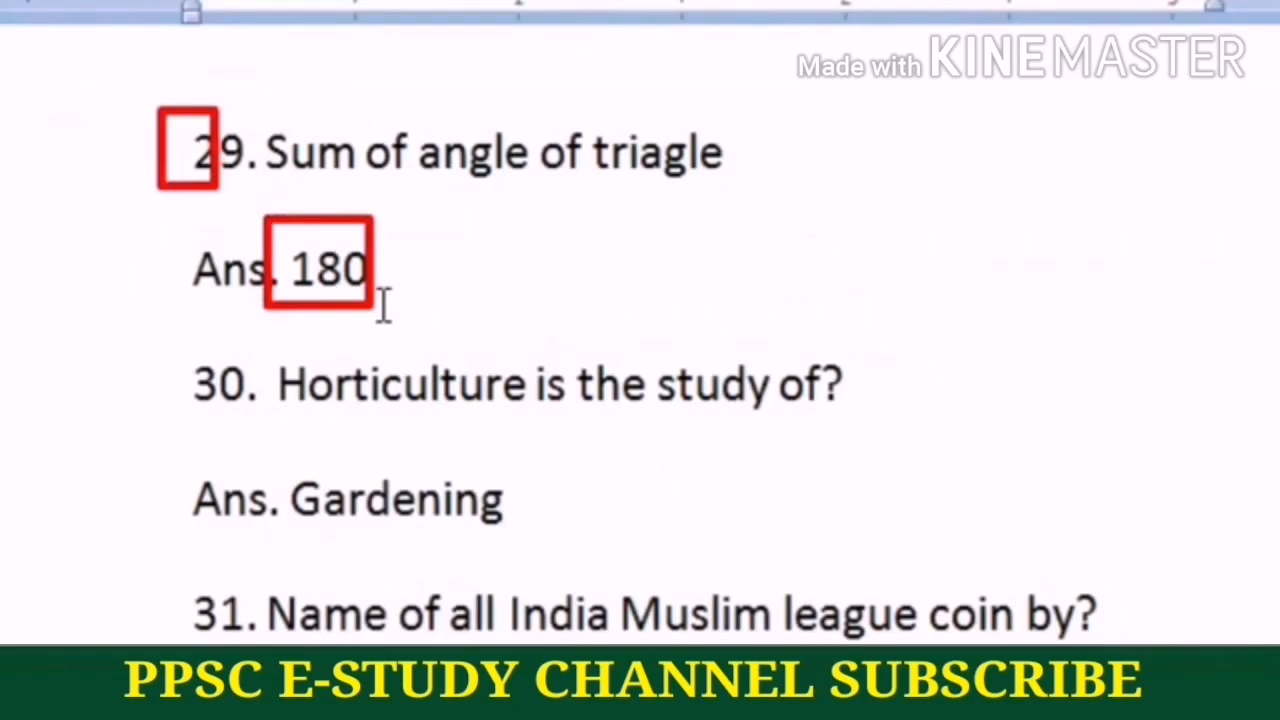 Made with KINEMASTER
29. Sum of angle of triagle
Ans. 180
30. Horticulture is the study of?
Ans. Gardening
31. Name of all India Muslim league coin by?
PPSC E-STUDY CHANNEL SUBSCRIBE